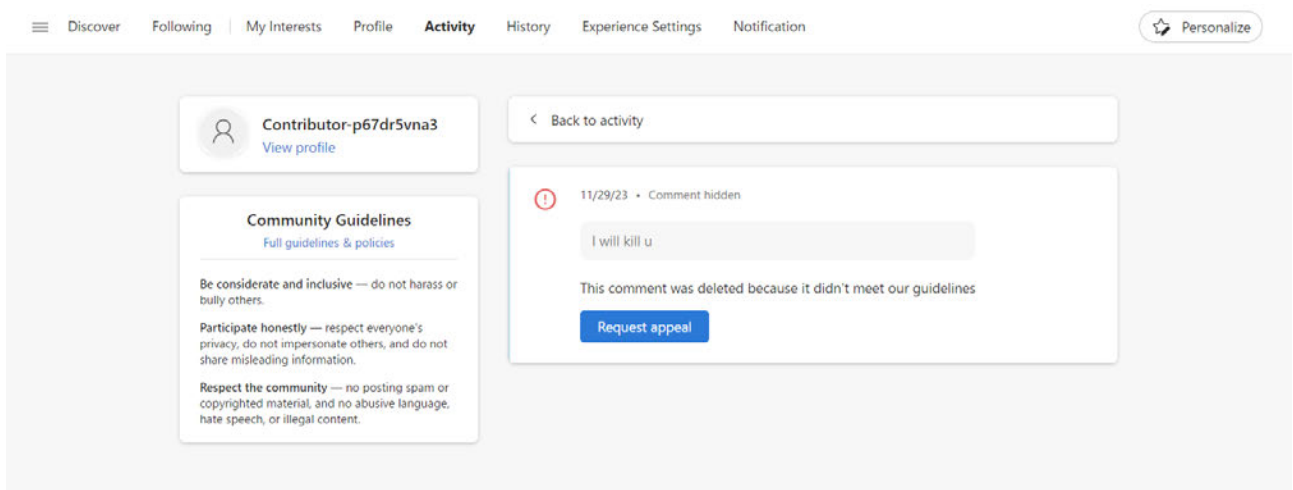 Discover Following My Interests Profile Activity History Experience Settings Notification Personalize
Contributor-p67dr5vna3
View profile
Community Guidelines
Full guidelines & policies
Be considerate and inclusive — do not harass or
bully others.
Participate honestly — respect everyone's
privacy, do not impersonate others, and do not
share misleading information.
Respect the community — no posting spam or
copyrighted material, and no abusive language,
hate speech, or illegal content.
Back to activity
11/29/23 • Comment hidden
I will kill u
This comment was deleted because it didn't meet our guidelines
Request appeal